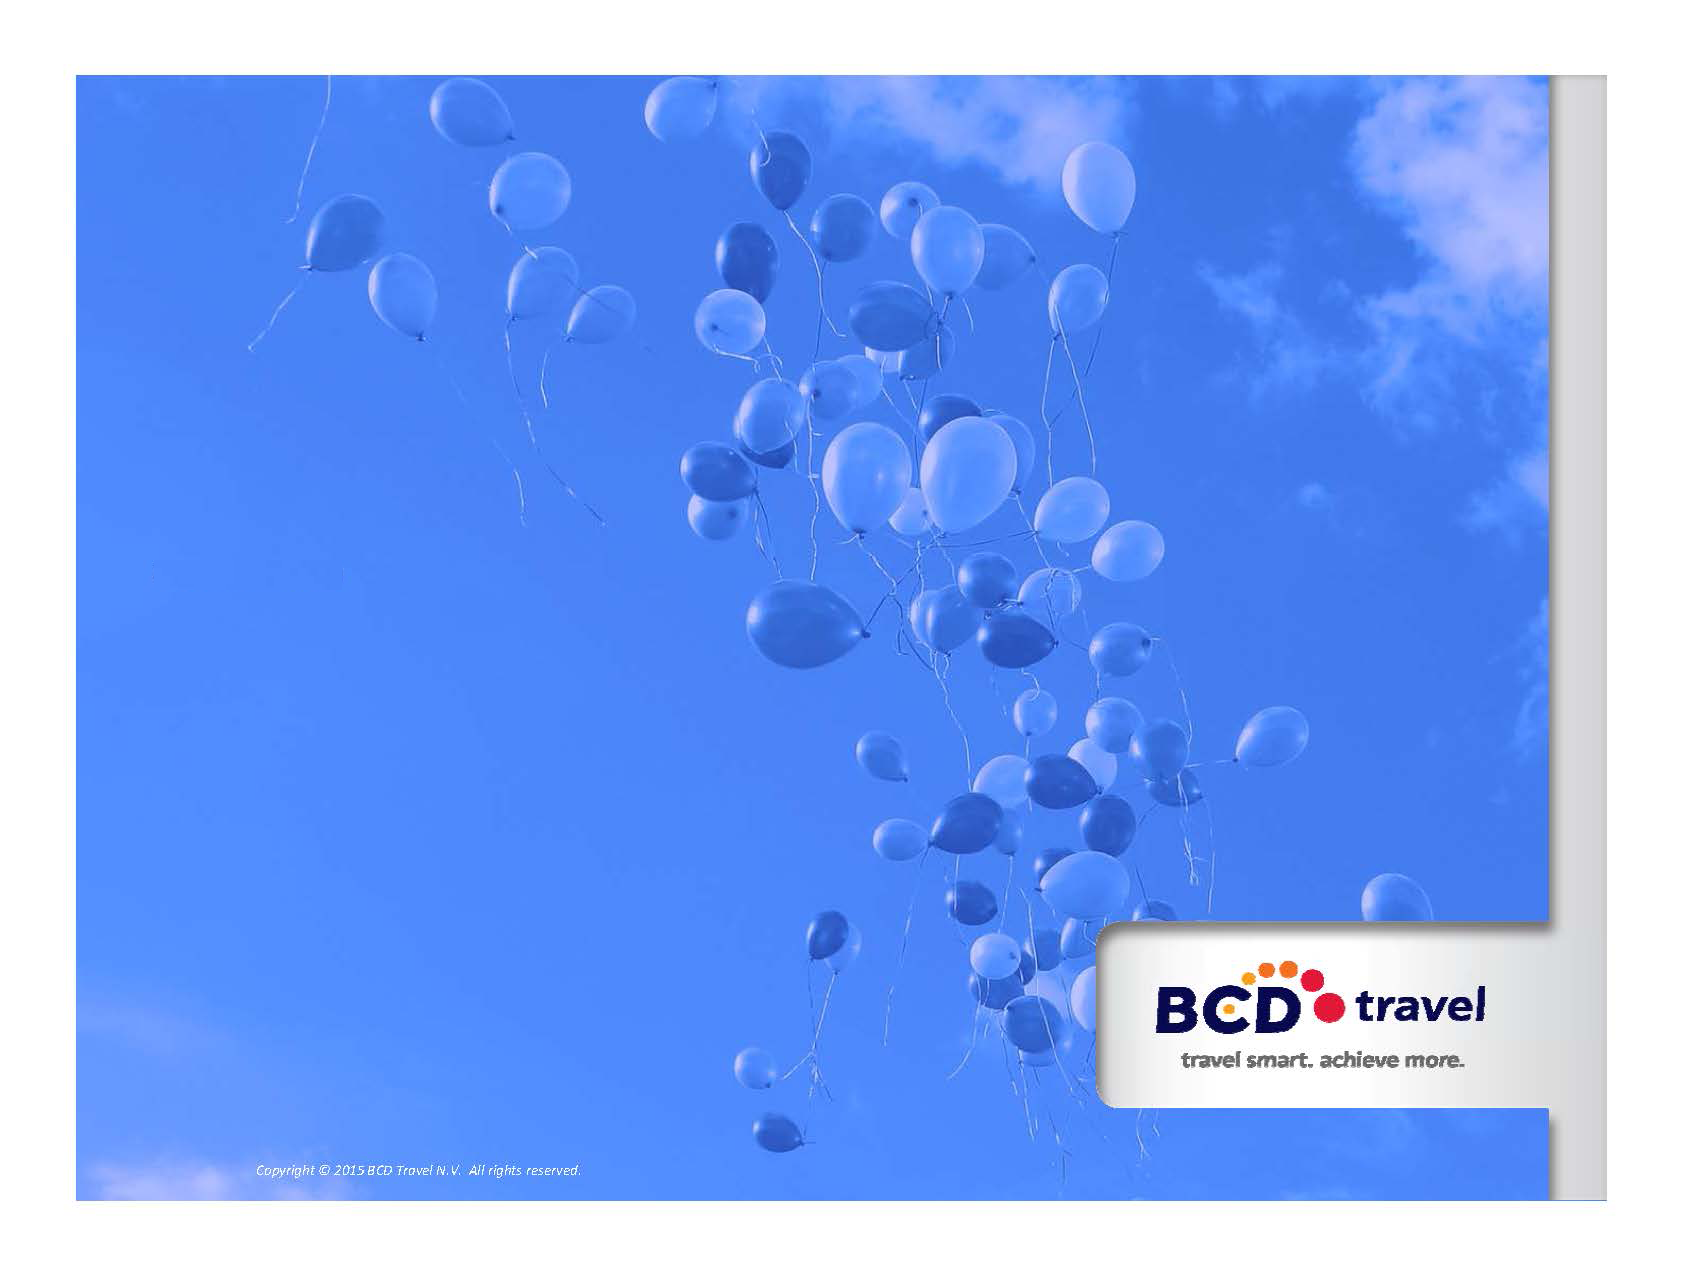 BCD travel
travel smart. achieve more.
Copyright © 2015 BCD Travel N.V. All rights reserved.